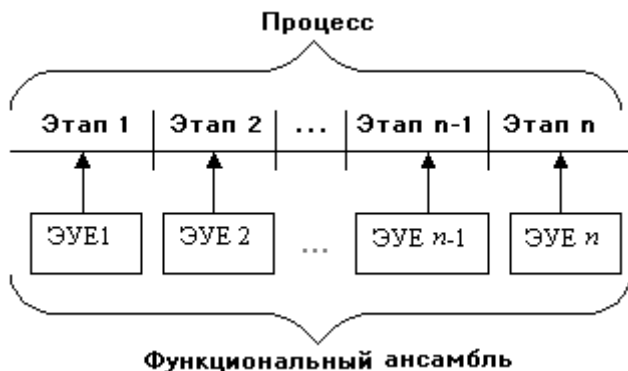 Процесс
Этап 1 Этап 2 ... Этап n-1 Этап n
ЭУЕ1 ЭУЕ 2 ... ЭУЕ n-1 ЭУЕ n
Функциональный ансамбль